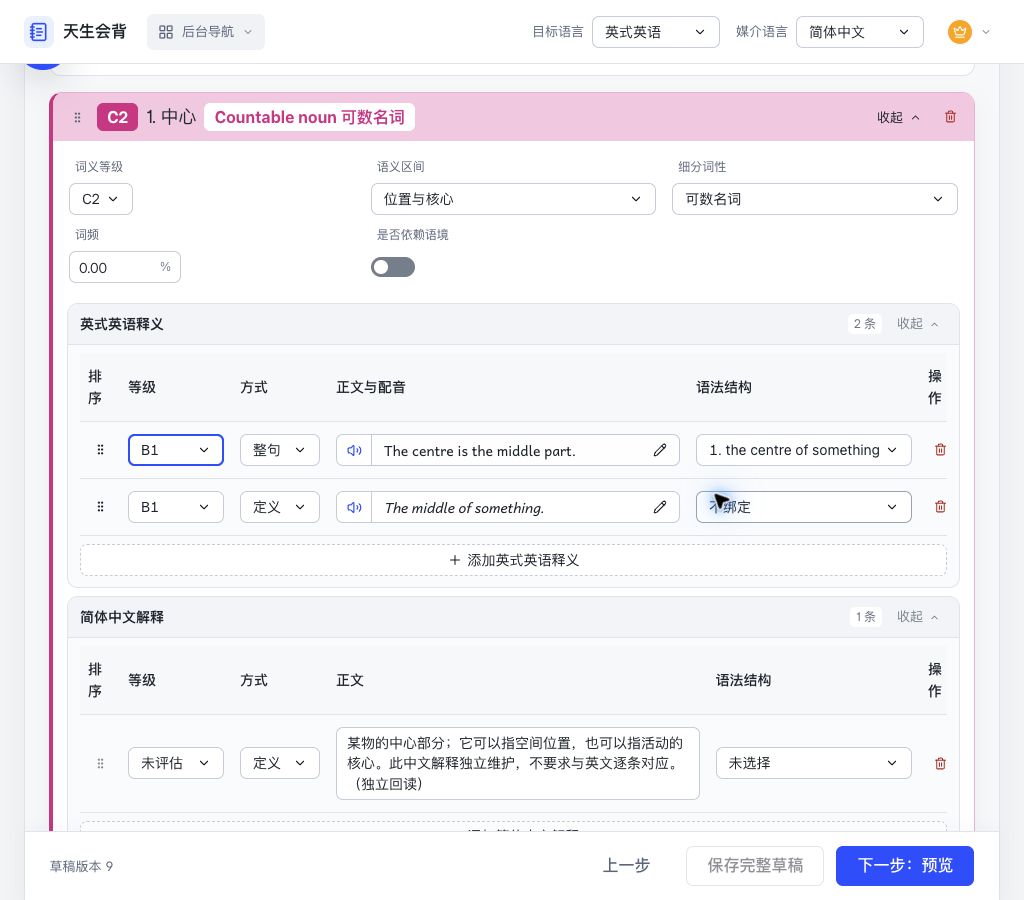 天生会背
后台导航
目标语言
英式英语
媒介语言
简体中文
C2
1. 中心
Countable noun 可数名词
收起
词义等级
语义区间
细分词性
C2
位置与核心
可数名词
词频
是否依赖语境
0.00
%
英式英语释义
2 条
收起
排序
等级
方式
正文与配音
语法结构
操作
B1
整句
The centre is the middle part.
1. the centre of something
B1
定义
The middle of something.
不绑定
添加英式英语释义
简体中文解释
1 条
收起
排序
等级
方式
正文
语法结构
操作
未评估
定义
某物的中心部分；它可以指空间位置，也可以指活动的
核心。此中文解释独立维护，不要求与英文逐条对应。
（独立回读）
未选择
草稿版本 9
上一步
保存完整草稿
下一步：预览